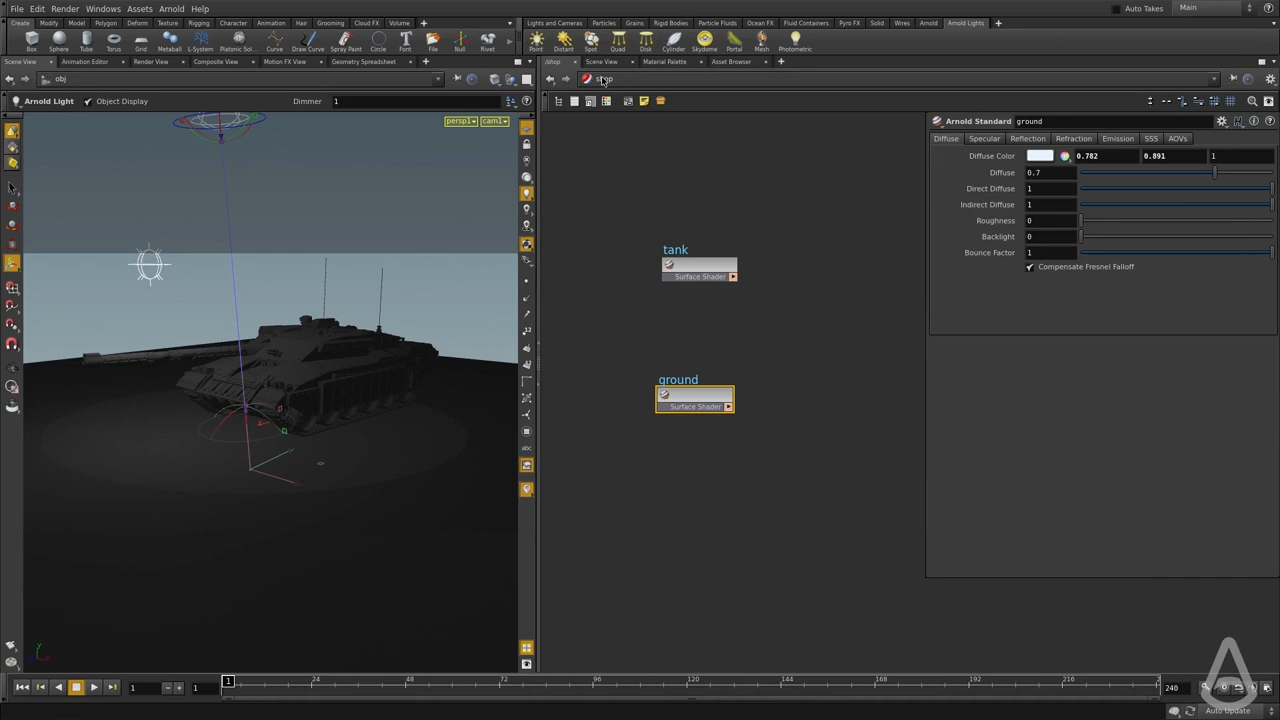 File Edit Render Windows Assets Arnold Help
Auto Takes Main
Create Modify Model Polygon Deform Texture Rigging Character Animation Hair Grooming Cloud FX Volume
Lights and Cameras Particles Grains Rigid Bodies Particle Fluids Ocean FX Fluid Containers Pyro FX Solid Wires Arnold Arnold Lights
Box Sphere Tube Torus Grid Metaball L-System Platonic Sol... Curve Draw Curve Spray Paint Circle Font File Null Rivet
Point Distant Spot Quad Disk Cylinder Skydome Portal Mesh Photometric
Scene View Animation Editor Render View Composite View Motion FX View Geometry Spreadsheet
/shop Scene View Material Palette Asset Browser
obj
shop
Arnold Light Object Display Dimmer 1
persp1 cam1
Arnold Standard ground
Diffuse Specular Reflection Refraction Emission SSS AOVs
Diffuse Color 0.782 0.891 1
Diffuse 0.7
Direct Diffuse 1
Indirect Diffuse 1
Roughness 0
Backlight 0
Bounce Factor 1
Compensate Fresnel Falloff
tank
Surface Shader
ground
Surface Shader
12
abc
y
1 1 1 24 48 72 96 120 144 168 192 216 2 240
Auto Update